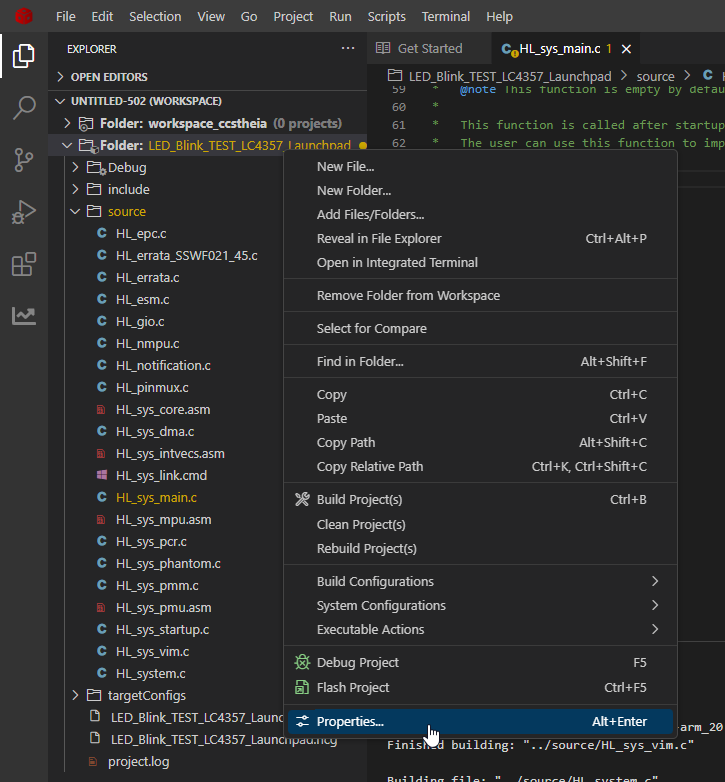 File Edit Selection View Go Project Run Scripts Terminal Help
EXPLORER ...
Get Started
HL_sys_main.c 1
OPEN EDITORS
LED_Blink_TEST_LC4357_Launchpad > source > C
UNTITLED-502 (WORKSPACE)
59 * @note This function is empty by defau
Folder: workspace_ccstheia (0 projects)
60 *
61 * This function is called after startup
Folder: LED_Blink_TEST_LC4357_Launchpad
62 * The user can use this function to imp
Debug
include
source
HL_epc.c
HL_errata_SSWF021_45.c
HL_errata.c
HL_esm.c
HL_gio.c
HL_nmpu.c
HL_notification.c
HL_pinmux.c
HL_sys_core.asm
HL_sys_dma.c
HL_sys_intvecs.asm
HL_sys_link.cmd
HL_sys_main.c
HL_sys_mpu.asm
HL_sys_pcr.c
HL_sys_phantom.c
HL_sys_pmm.c
HL_sys_pmu.asm
HL_sys_startup.c
HL_sys_vim.c
HL_system.c
targetConfigs
LED_Blink_TEST_LC4357_Launc
LED_Blink_TEST_LC4357_Launchpad.hcg
project.log
New File...
New Folder...
Add Files/Folders...
Reveal in File Explorer Ctrl+Alt+P
Open in Integrated Terminal
Remove Folder from Workspace
Select for Compare
Find in Folder... Alt+Shift+F
Copy Ctrl+C
Paste Ctrl+V
Copy Path Alt+Shift+C
Copy Relative Path Ctrl+K, Ctrl+Shift+C
Build Project(s) Ctrl+B
Clean Project(s)
Rebuild Project(s)
Build Configurations
System Configurations
Executable Actions
Debug Project F5
Flash Project Ctrl+F5
Properties... Alt+Enter
arm_20
Finished building: "../source/HL_sys_vim.c"
Building file: "../source/HL_system.c"